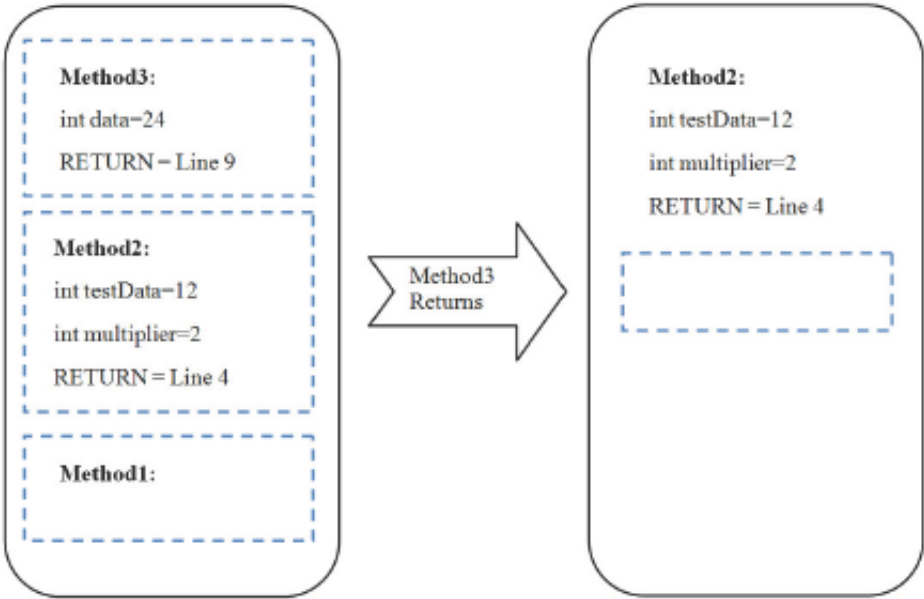 Method3:
int data=24
RETURN = Line 9
Method2:
int testData=12
int multiplier=2
RETURN = Line 4
Method1:
Method3
Returns
Method2:
int testData=12
int multiplier=2
RETURN = Line 4